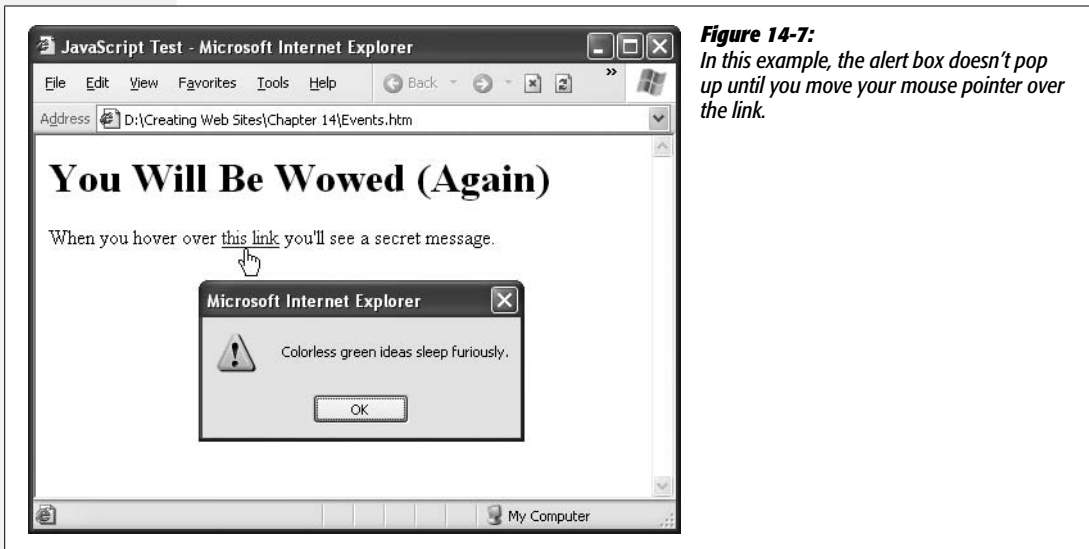 JavaScript Test - Microsoft Internet Explorer
File Edit View Favorites Tools Help Back »
Address D:\Creating Web Sites\Chapter 14\Events.htm
You Will Be Wowed (Again)
When you hover over this link you'll see a secret message.
Microsoft Internet Explorer
Colorless green ideas sleep furiously.
OK
My Computer
Figure 14-7:
In this example, the alert box doesn’t pop
up until you move your mouse pointer over
the link.